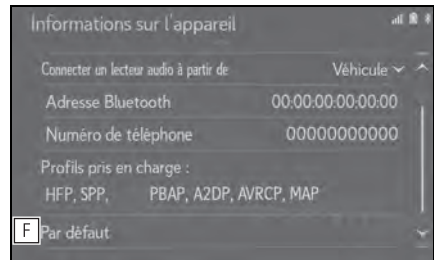 Informations sur l'appareil
Connecter un lecteur audio à partir de Véhicule
Adresse Bluetooth 00:00:00:00:00:00
Numéro de téléphone 00000000000
Profils pris en charge :
HFP, SPP, PBAP, A2DP, AVRCP, MAP
F Par défaut